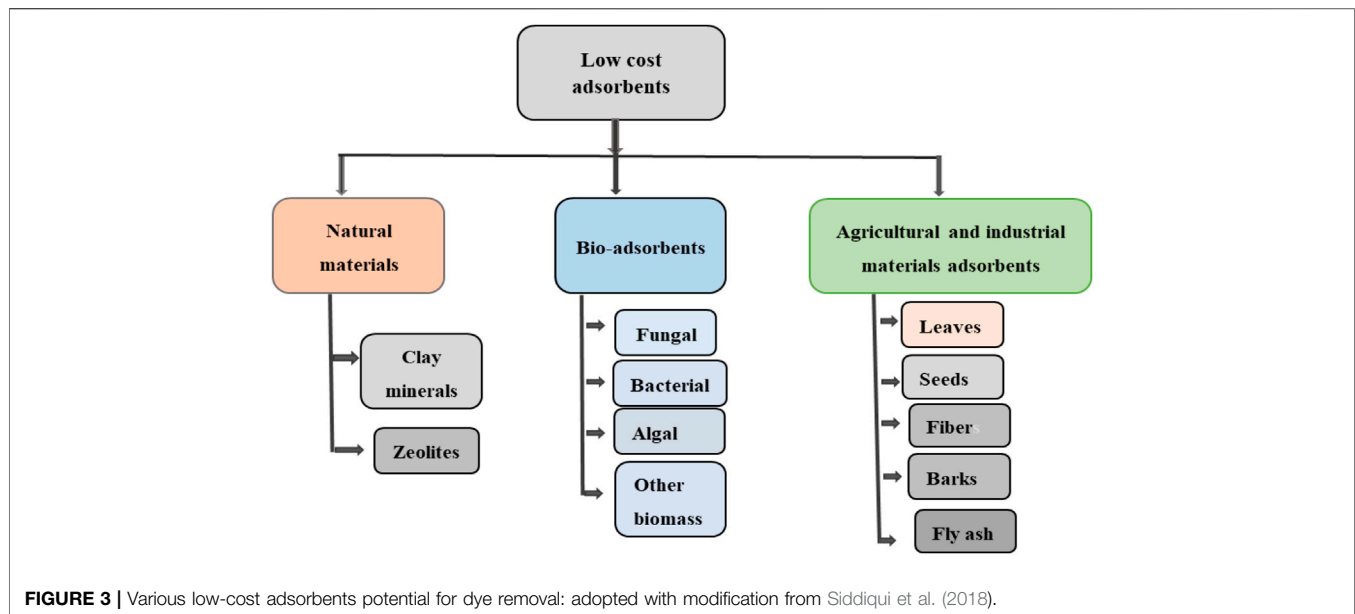 Low cost
adsorbents
Natural
materials
Bio-adsorbents
Agricultural and industrial
materials adsorbents
Clay
minerals
Zeolites
Fungal
Bacterial
Algal
Other
biomass
Leaves
Seeds
Fibers
Barks
Fly ash
FIGURE 3 | Various low-cost adsorbents potential for dye removal: adopted with modification from Siddiqui et al. (2018).